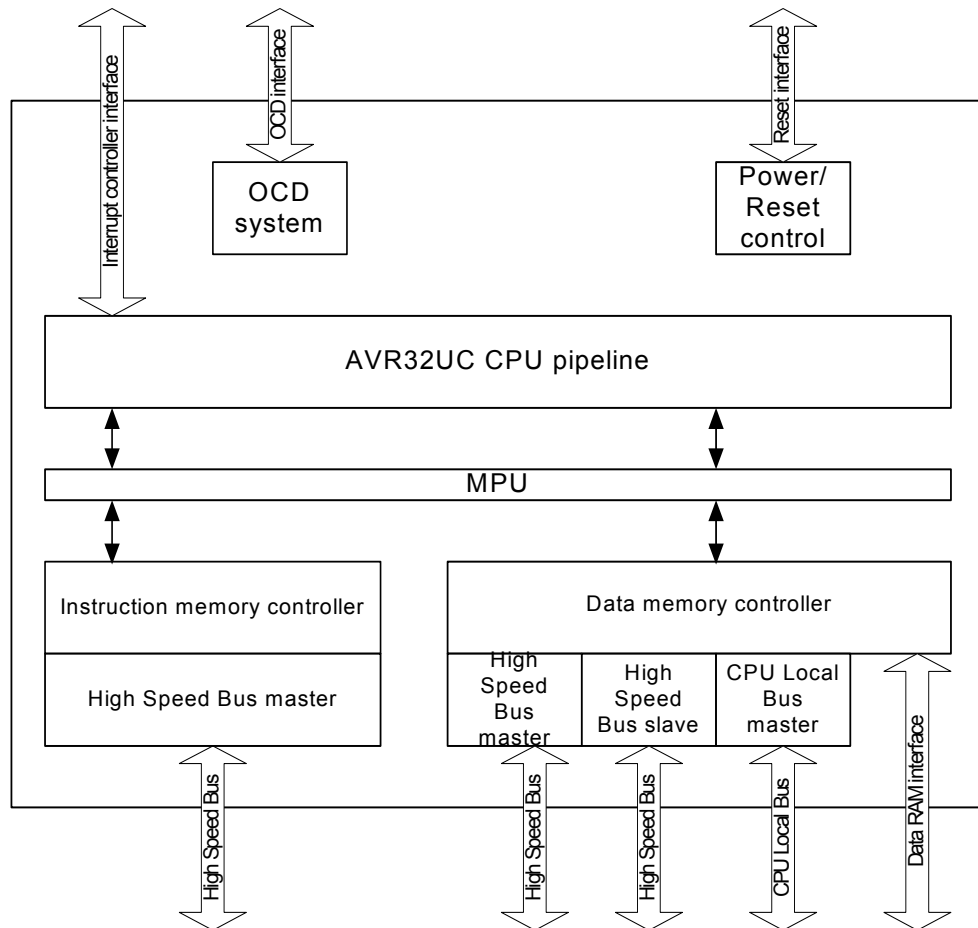 Interrupt controller interface
OCD interface
Reset interface
OCD
system
Power/
Reset
control
AVR32UC CPU pipeline
MPU
Instruction memory controller
Data memory controller
High Speed Bus master
High
Speed
Bus
master
High
Speed
Bus slave
CPU Local
Bus
master
High Speed Bus
High Speed Bus
High Speed Bus
CPU Local Bus
Data RAM interface